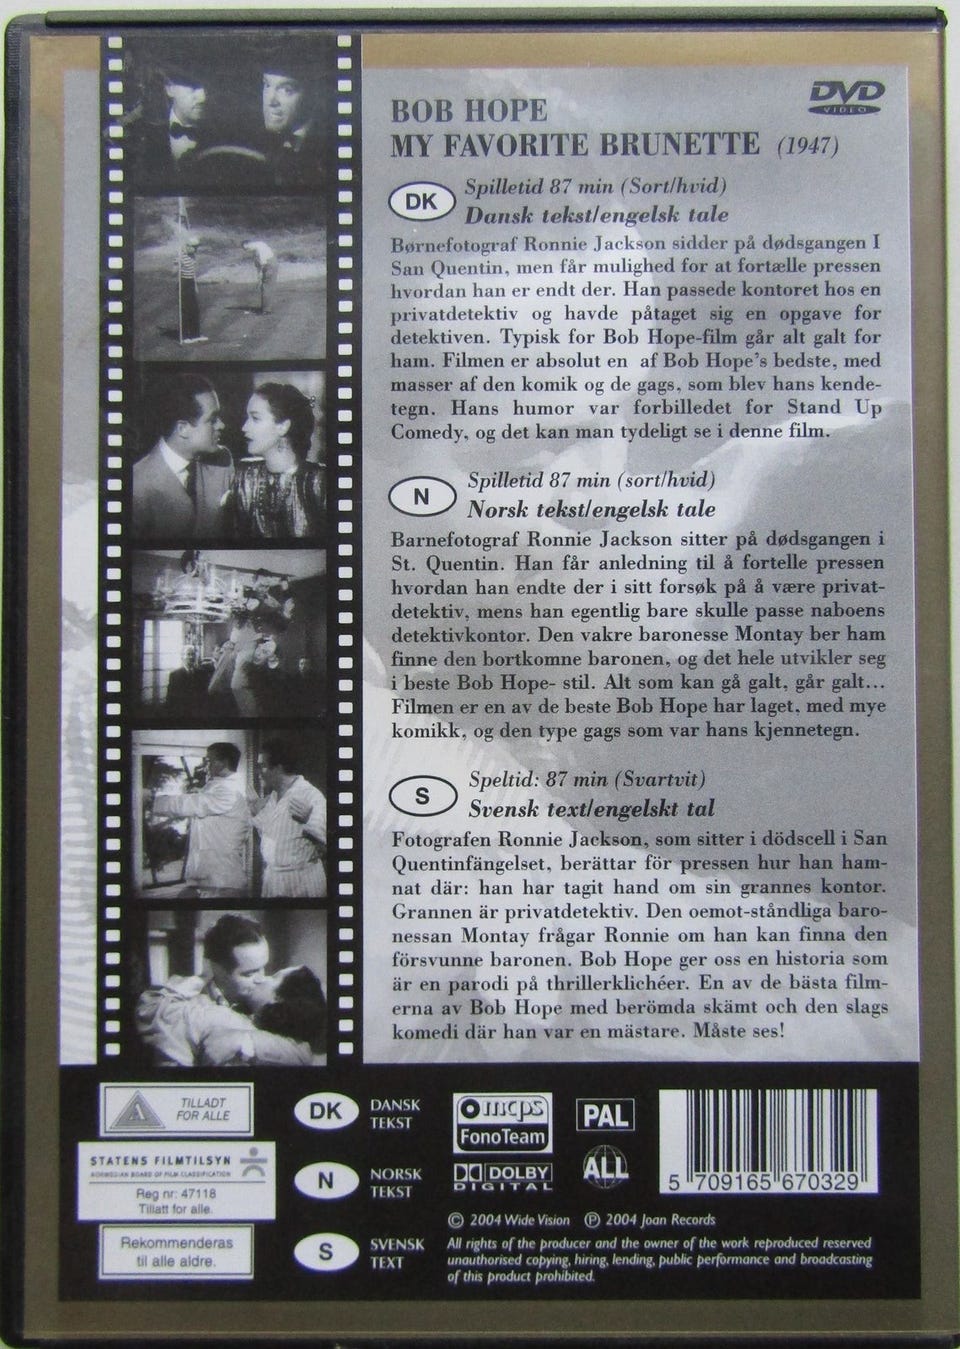 BOB HOPE
MY FAVORITE BRUNETTE (1947)
DVD
VIDEO
DK
Spilletid 87 min (Sort/hvid)
Dansk tekst/engelsk tale
Børnefotograf Ronnie Jackson sidder på dødsgangen I
San Quentin, men får mulighed for at fortælle pressen
hvordan han er endt der. Han passede kontoret hos en
privatdetektiv og havde påtaget sig en opgave for
detektiven. Typisk for Bob Hope-film går alt galt for
ham. Filmen er absolut en af Bob Hope's bedste, med
masser af den komik og de gags, som blev hans kende-
tegn. Hans humor var forbilledet for Stand Up
Comedy, og det kan man tydeligt se i denne film.
N
Spilletid 87 min (sort/hvid)
Norsk tekst/engelsk tale
Barnefotograf Ronnie Jackson sitter på dødsgangen i
St. Quentin. Han får anledning til å fortelle pressen
hvordan han endte der i sitt forsøk på å være privat-
detektiv, mens han egentlig bare skulle passe naboens
detektivkontor. Den vakre baronesse Montay ber ham
finne den bortkomne baronen, og det hele utvikler seg
i beste Bob Hope- stil. Alt som kan gå galt, går galt...
Filmen er en av de beste Bob Hope har laget, med mye
komikk, og den type gags som var hans kjennetegn.
S
Speltid: 87 min (Svartvit)
Svensk text/engelskt tal
Fotografen Ronnie Jackson, som sitter i dödscell i San
Quentinfängelset, berättar för pressen hur han ham-
nat där: han har tagit hand om sin grannes kontor.
Grannen är privatdetektiv. Den oemot-ståndliga baro-
nessan Montay frågar Ronnie om han kan finna den
försvunne baronen. Bob Hope ger oss en historia som
är en parodi på thrillerklichéer. En av de bästa film-
erna av Bob Hope med berömda skämt och den slags
komedi där han var en mästare. Måste ses!
A
TILLADT
FOR ALLE
STATENS FILMTILSYN
NORWEGIAN BOARD OF FILM CLASSIFICATION
Reg nr: 47118
Tillatt for alle.
Rekommenderas
til alle aldre.
DK
DANSK
TEKST
N
NORSK
TEKST
S
SVENSK
TEXT
mcps
FonoTeam
DOLBY
DIGITAL
PAL
ALL
5 709165 670329
© 2004 Wide Vision ℗ 2004 Joan Records
All rights of the producer and the owner of the work reproduced reserved
unauthorised copying, hiring, lending, public performance and broadcasting
of this product prohibited.